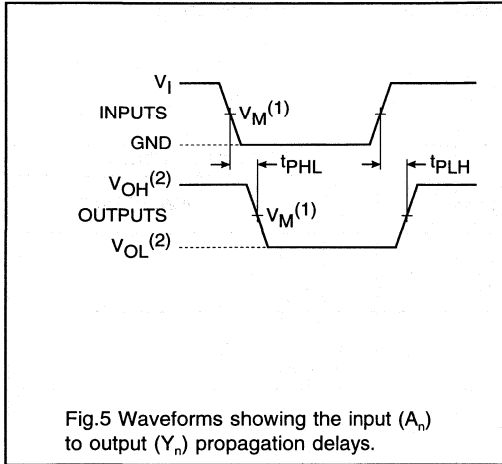 V_I
INPUTS
V_M(1)
GND
t_PHL
t_PLH
V_OH(2)
OUTPUTS
V_M(1)
V_OL(2)
Fig.5 Waveforms showing the input (A_n)
to output (Y_n) propagation delays.